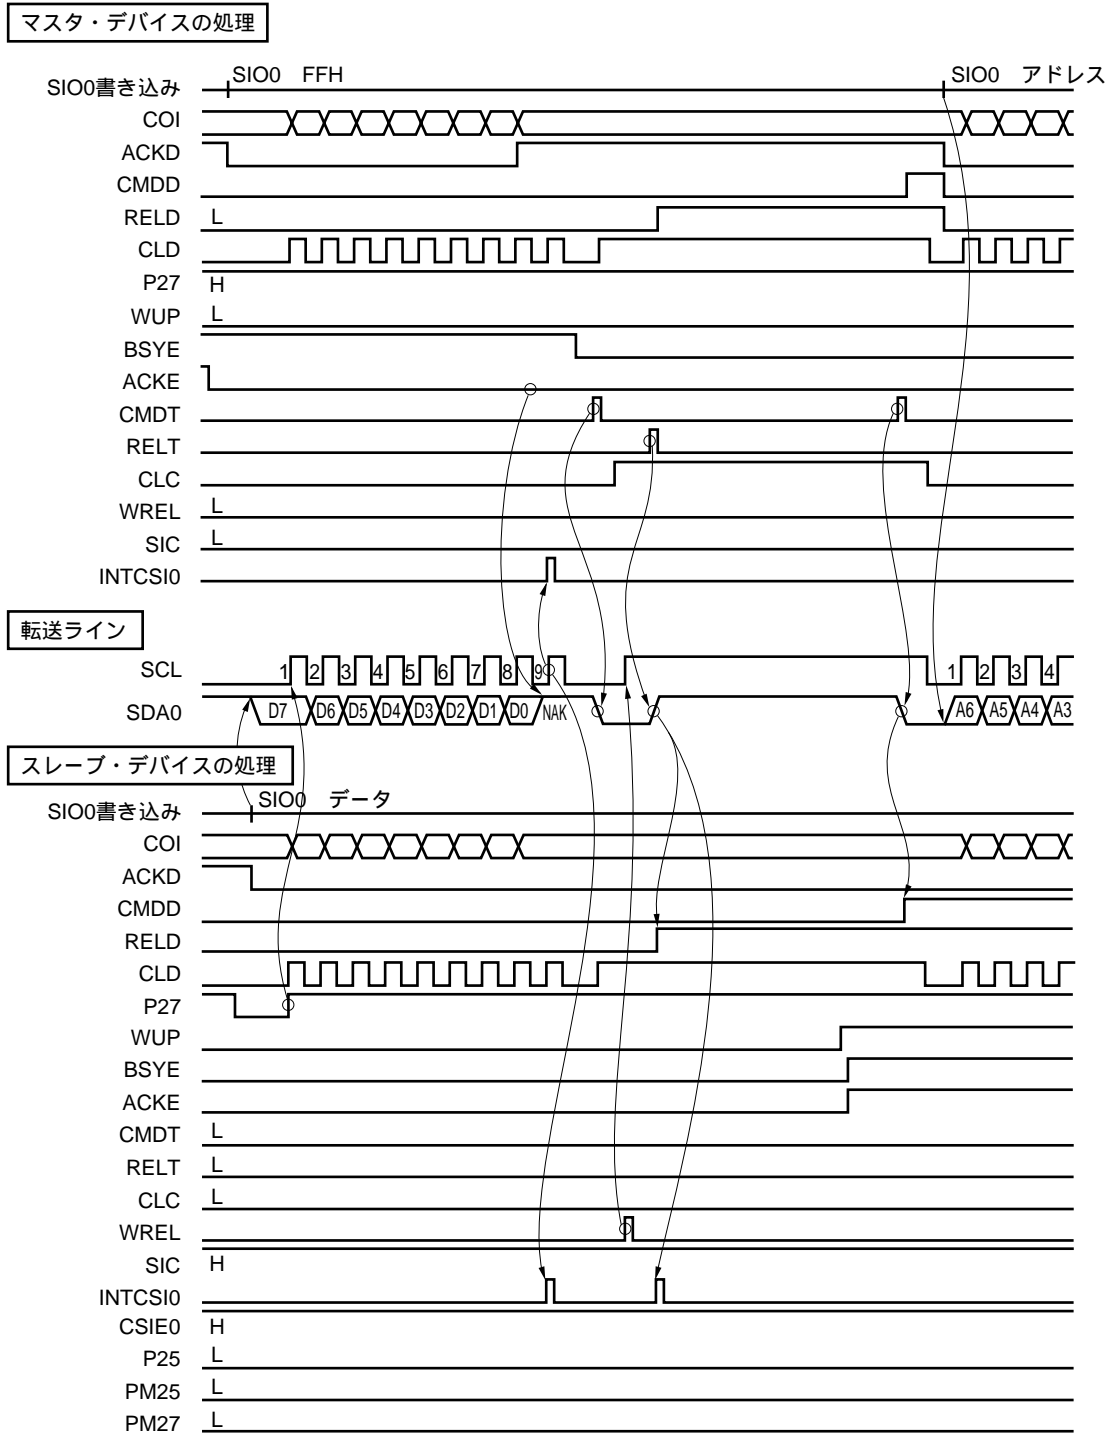 マスタ・デバイスの処理
SIO0書き込み SIO0 FFH SIO0 アドレス
COI
ACKD
CMDD
RELD L
CLD
P27 H
WUP L
BSYE
ACKE
CMDT
RELT
CLC
WREL L
SIC L
INTCSI0
転送ライン
SCL 1 2 3 4 5 6 7 8 9 1 2 3 4
SDA0 D7 D6 D5 D4 D3 D2 D1 D0 NAK A6 A5 A4 A3
スレーブ・デバイスの処理
SIO0書き込み SIO0 データ
COI
ACKD
CMDD
RELD
CLD
P27
WUP
BSYE
ACKE
CMDT L
RELT L
CLC L
WREL
SIC H
INTCSI0
CSIE0 H
P25 L
PM25 L
PM27 L